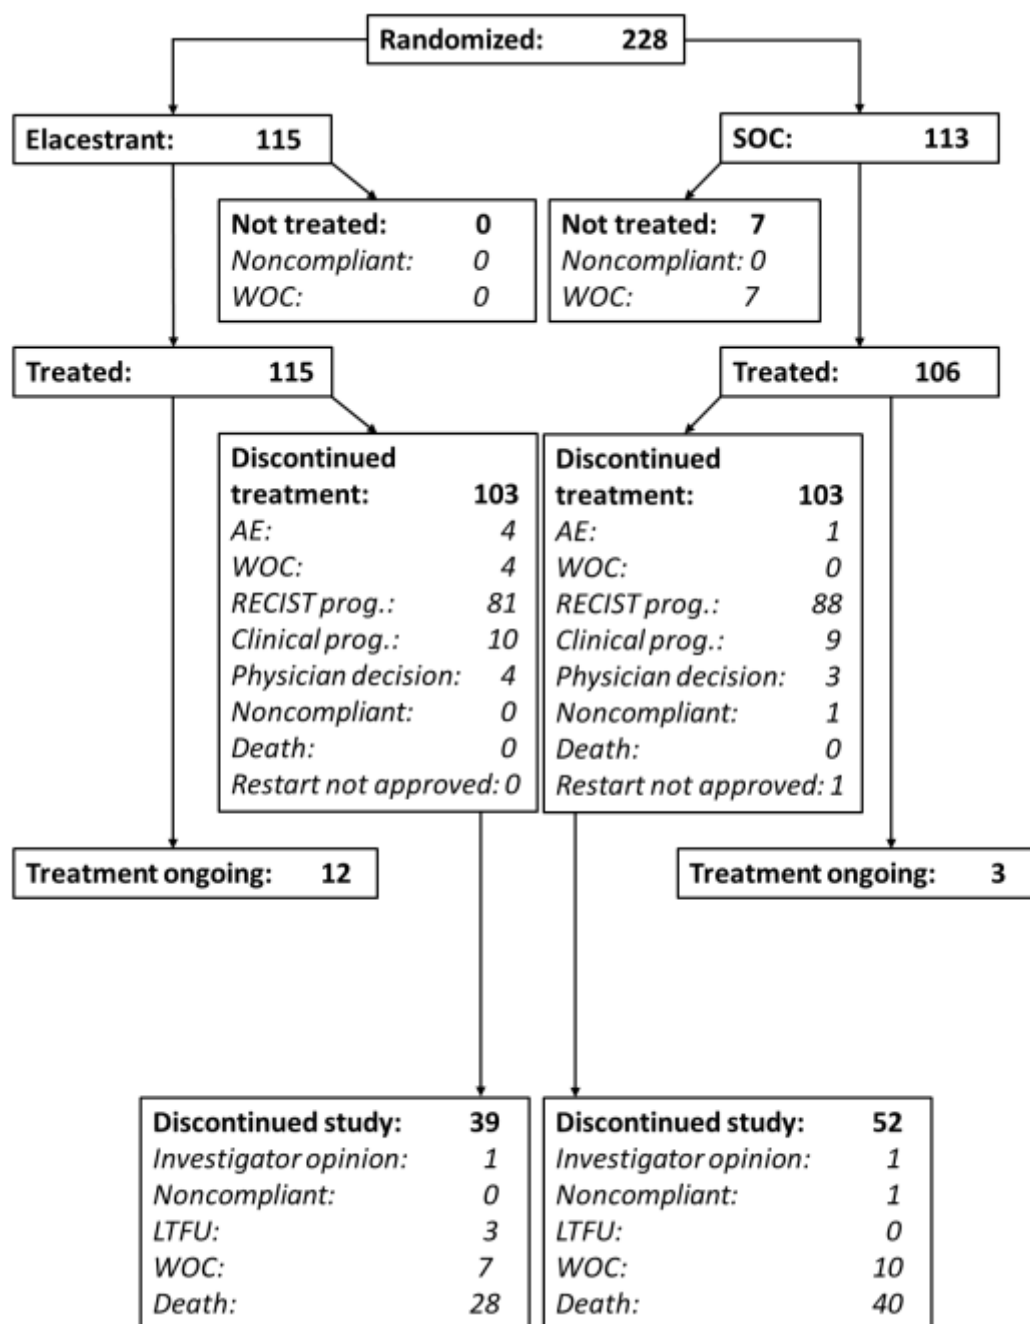 Randomized: 228
Elacestrant: 115
SOC: 113
Not treated: 0
Noncompliant: 0
WOC: 0
Not treated: 7
Noncompliant: 0
WOC: 7
Treated: 115
Treated: 106
Discontinued
treatment: 103
AE: 4
WOC: 4
RECIST prog.: 81
Clinical prog.: 10
Physician decision: 4
Noncompliant: 0
Death: 0
Restart not approved: 0
Discontinued
treatment: 103
AE: 1
WOC: 0
RECIST prog.: 88
Clinical prog.: 9
Physician decision: 3
Noncompliant: 1
Death: 0
Restart not approved: 1
Treatment ongoing: 12
Treatment ongoing: 3
Discontinued study: 39
Investigator opinion: 1
Noncompliant: 0
LTFU: 3
WOC: 7
Death: 28
Discontinued study: 52
Investigator opinion: 1
Noncompliant: 1
LTFU: 0
WOC: 10
Death: 40